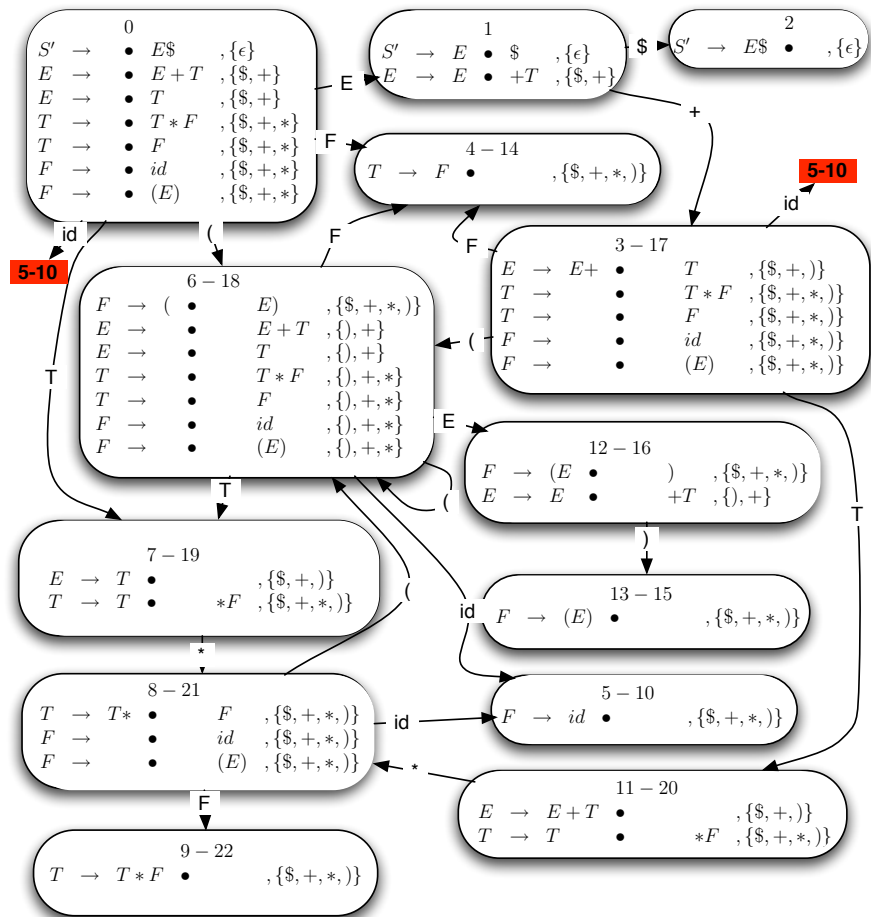 0
S′ → • E$ , {ϵ}
E → • E + T , {$, +}
E → • T , {$, +}
T → • T ∗ F , {$, +, ∗}
T → • F , {$, +, ∗}
F → • id , {$, +, ∗}
F → • (E) , {$, +, ∗}
E
1
S′ → E • $ , {ϵ}
E → E • +T , {$, +}
$
2
S′ → E$ • , {ϵ}
+
F
4 − 14
T → F • , {$, +, ∗, )}
5-10
id
id
(
F
F
5-10
3 − 17
E → E+ • T , {$, +, )}
T → • T ∗ F , {$, +, ∗, )}
T → • F , {$, +, ∗, )}
F → • id , {$, +, ∗, )}
F → • (E) , {$, +, ∗, )}
(
6 − 18
F → ( • E) , {$, +, ∗, )}
E → • E + T , {), +}
E → • T , {), +}
T → • T ∗ F , {), +, ∗}
T → • F , {), +, ∗}
F → • id , {), +, ∗}
F → • (E) , {), +, ∗}
T
E
12 − 16
F → (E • ) , {$, +, ∗, )}
E → E • +T , {), +}
T
(
T
)
7 − 19
E → T • , {$, +, )}
T → T • ∗F , {$, +, ∗, )}
(
id
13 − 15
F → (E) • , {$, +, ∗, )}
*
8 − 21
T → T∗ • F , {$, +, ∗, )}
F → • id , {$, +, ∗, )}
F → • (E) , {$, +, ∗, )}
id
5 − 10
F → id • , {$, +, ∗, )}
*
F
11 − 20
E → E + T • , {$, +, )}
T → T • ∗F , {$, +, ∗, )}
9 − 22
T → T ∗ F • , {$, +, ∗, )}